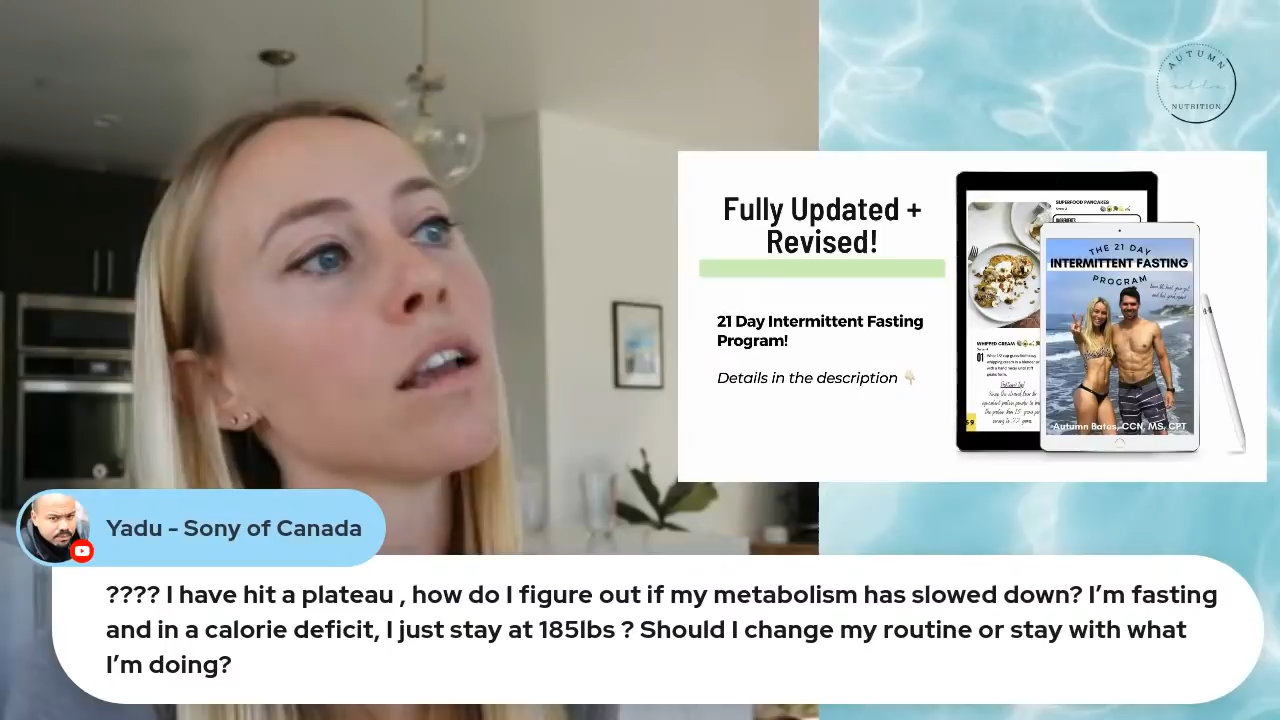 AUTUMN
NUTRITION
Fully Updated +
Revised!
21 Day Intermittent Fasting
Program!
Details in the description 👇🏻
SUPERFOOD PANCAKES
INGREDIENTS
WHIPPED CREAM
01
THE 21 DAY
INTERMITTENT FASTING
PROGRAM
Autumn Bates, CCN, MS, CPT
Yadu - Sony of Canada
???? I have hit a plateau , how do I figure out if my metabolism has slowed down? I’m fasting
and in a calorie deficit, I just stay at 185lbs ? Should I change my routine or stay with what
I’m doing?